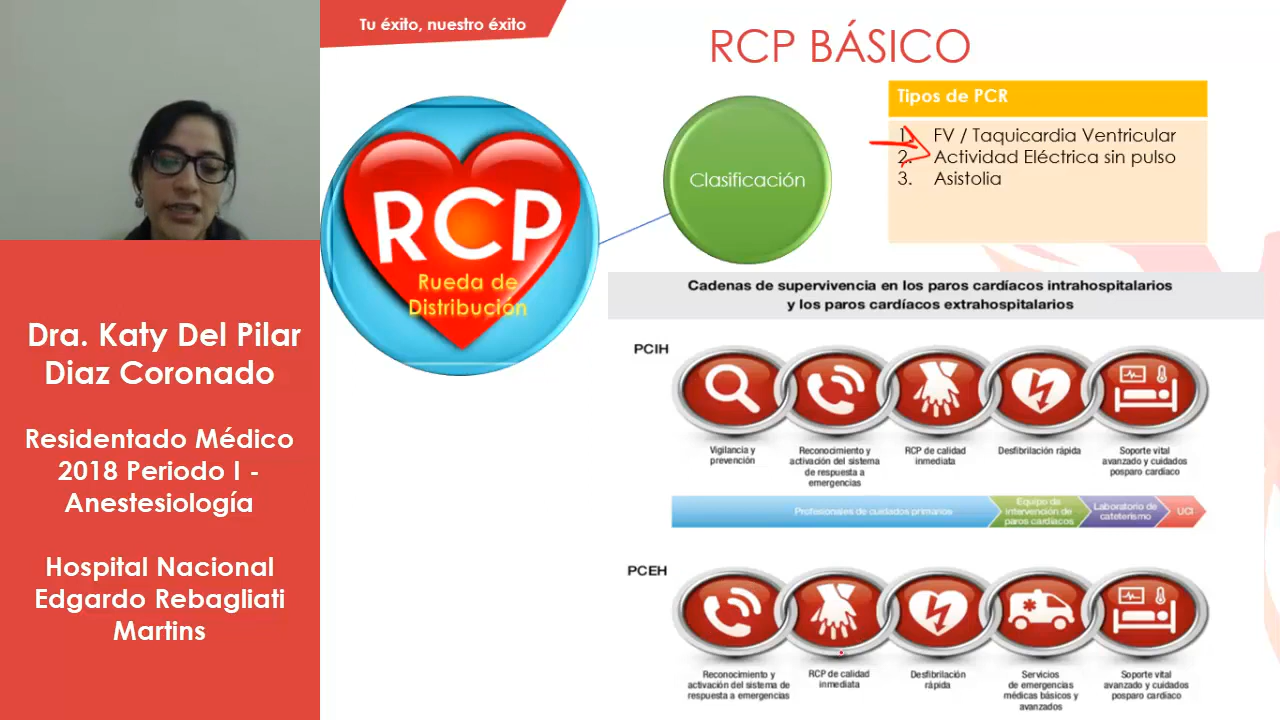 Tu éxito, nuestro éxito
RCP BÁSICO
Dra. Katy Del Pilar
Diaz Coronado
Residentado Médico
2018 Periodo I -
Anestesiología
Hospital Nacional
Edgardo Rebagliati
Martins
RCP
Rueda de
Distribución
Clasificación
Tipos de PCR
1. FV / Taquicardia Ventricular
2. Actividad Eléctrica sin pulso
3. Asistolia
Cadenas de supervivencia en los paros cardíacos intrahospitalarios
y los paros cardíacos extrahospitalarios
PCIH
Vigilancia y
prevención
Reconocimiento y
activación del sistema
de respuesta a
emergencias
RCP de calidad
inmediata
Desfibrilación rápida
Soporte vital
avanzado y cuidados
posparo cardíaco
Profesionales de cuidados primarios
Equipo de
intervención de
paros cardíacos
Laboratorio de
cateterismo
UCI
PCEH
Reconocimiento y
activación del sistema de
respuesta a emergencias
RCP de calidad
inmediata
Desfibrilación
rápida
Servicios
de emergencias
médicas básicos y
avanzados
Soporte vital
avanzado y cuidados
posparo cardíaco